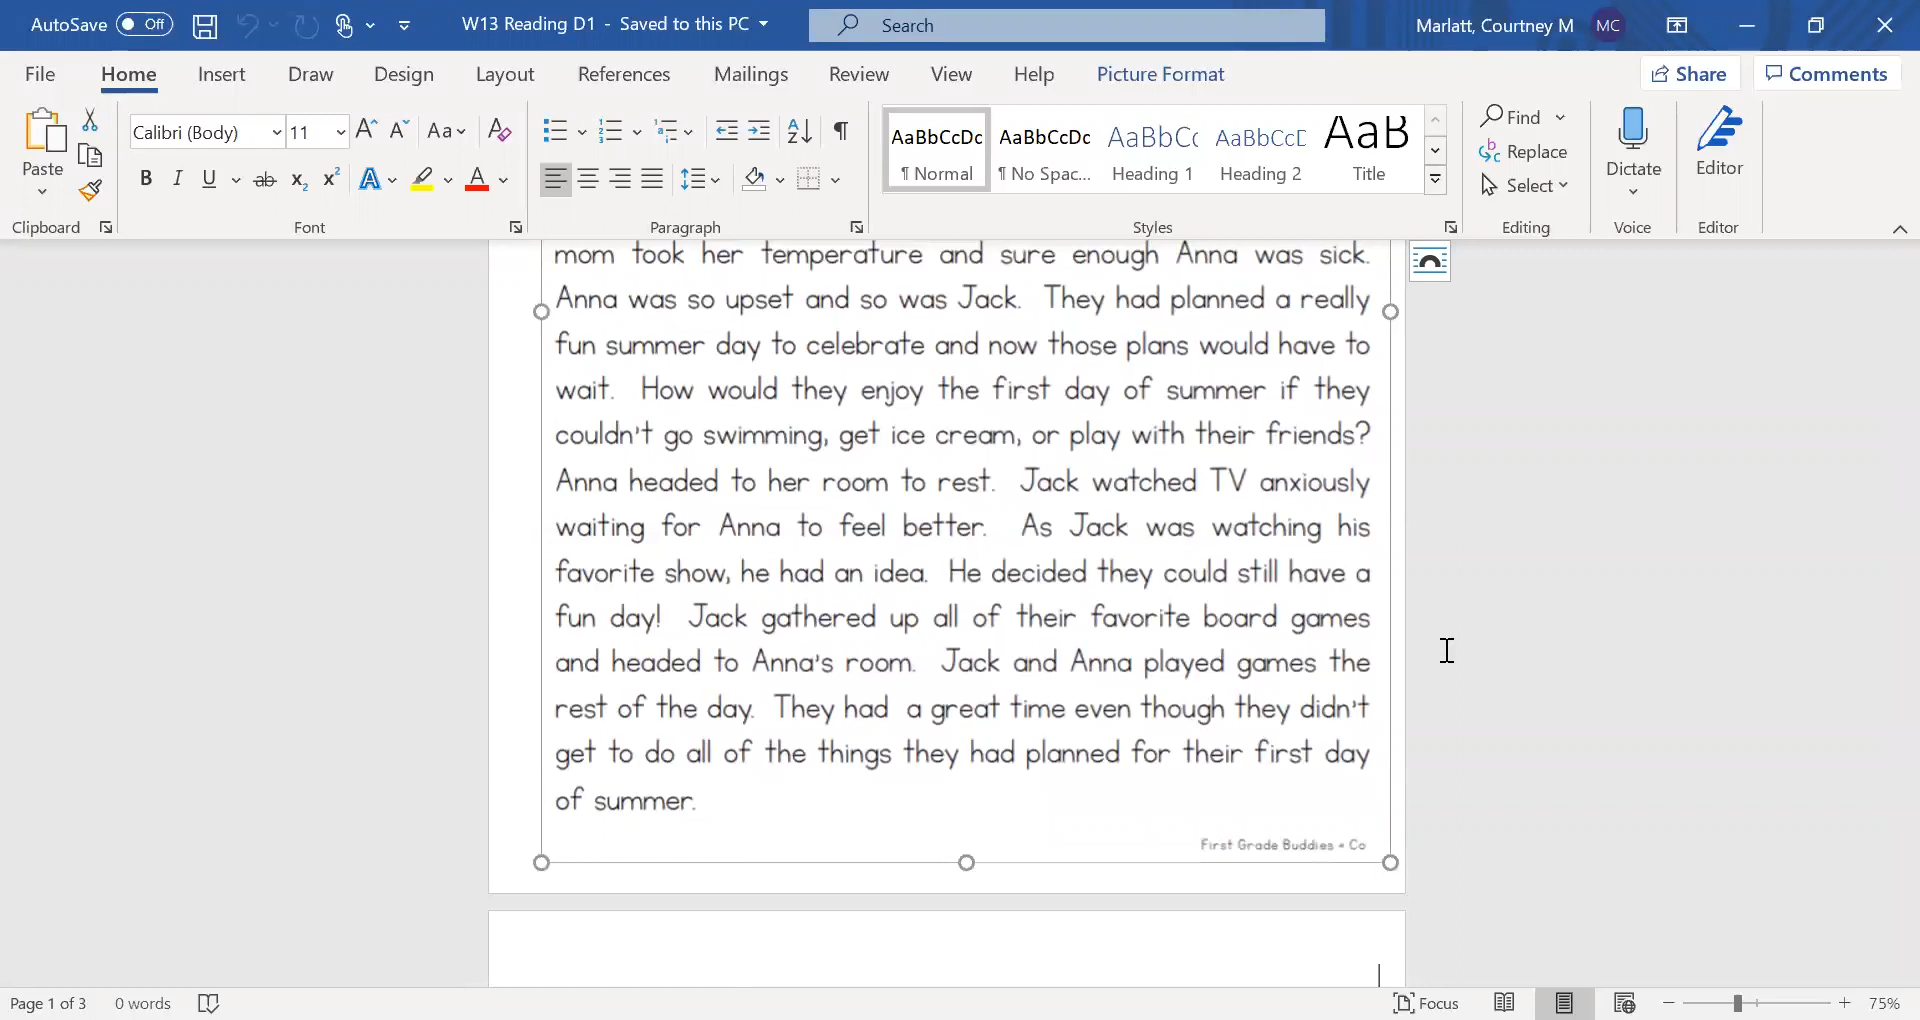 AutoSave Off W13 Reading D1 - Saved to this PC Search Marlatt, Courtney M MC
File Home Insert Draw Design Layout References Mailings Review View Help Picture Format Share Comments
Paste Calibri (Body) 11 A A Aa A
B I U ab x2 x2 A A
AaBbCcDc AaBbCcDc AaBbCc AaBbCcD AaB
¶ Normal ¶ No Spac... Heading 1 Heading 2 Title
Find
Replace
Select
Dictate Editor
Clipboard Font Paragraph Styles Editing Voice Editor
mom took her temperature and sure enough Anna was sick.
Anna was so upset and so was Jack. They had planned a really
fun summer day to celebrate and now those plans would have to
wait. How would they enjoy the first day of summer if they
couldn't go swimming, get ice cream, or play with their friends?
Anna headed to her room to rest. Jack watched TV anxiously
waiting for Anna to feel better. As Jack was watching his
favorite show, he had an idea. He decided they could still have a
fun day! Jack gathered up all of their favorite board games
and headed to Anna's room. Jack and Anna played games the
rest of the day. They had a great time even though they didn't
get to do all of the things they had planned for their first day
of summer.
First Grade Buddies - Co
Page 1 of 3 0 words Focus 75%